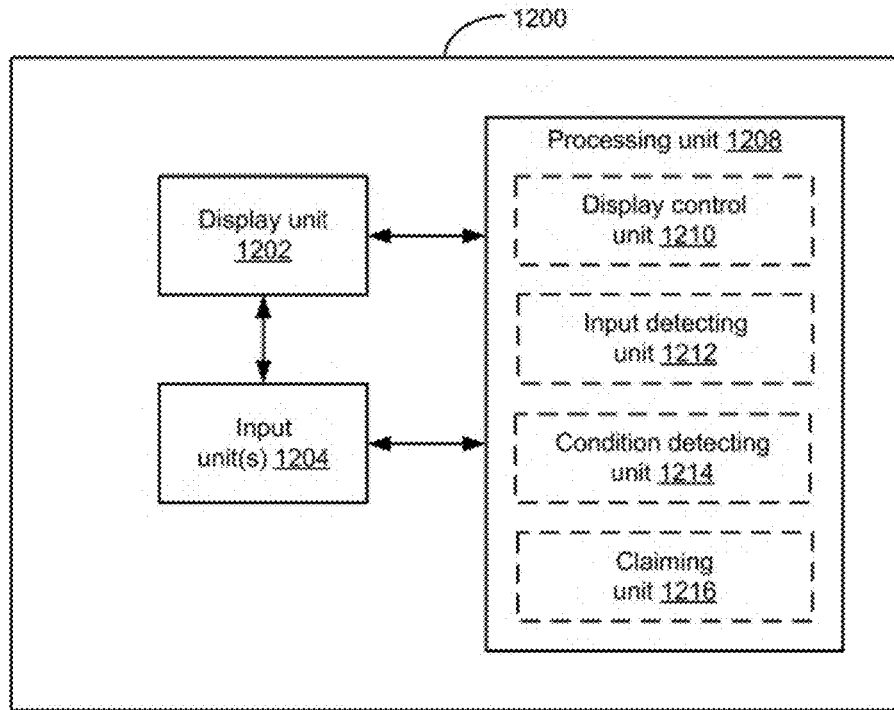 1200
Processing unit 1208
Display unit
1202
Display control
unit 1210
Input detecting
unit 1212
Input
unit(s) 1204
Condition detecting
unit 1214
Claiming
unit 1216